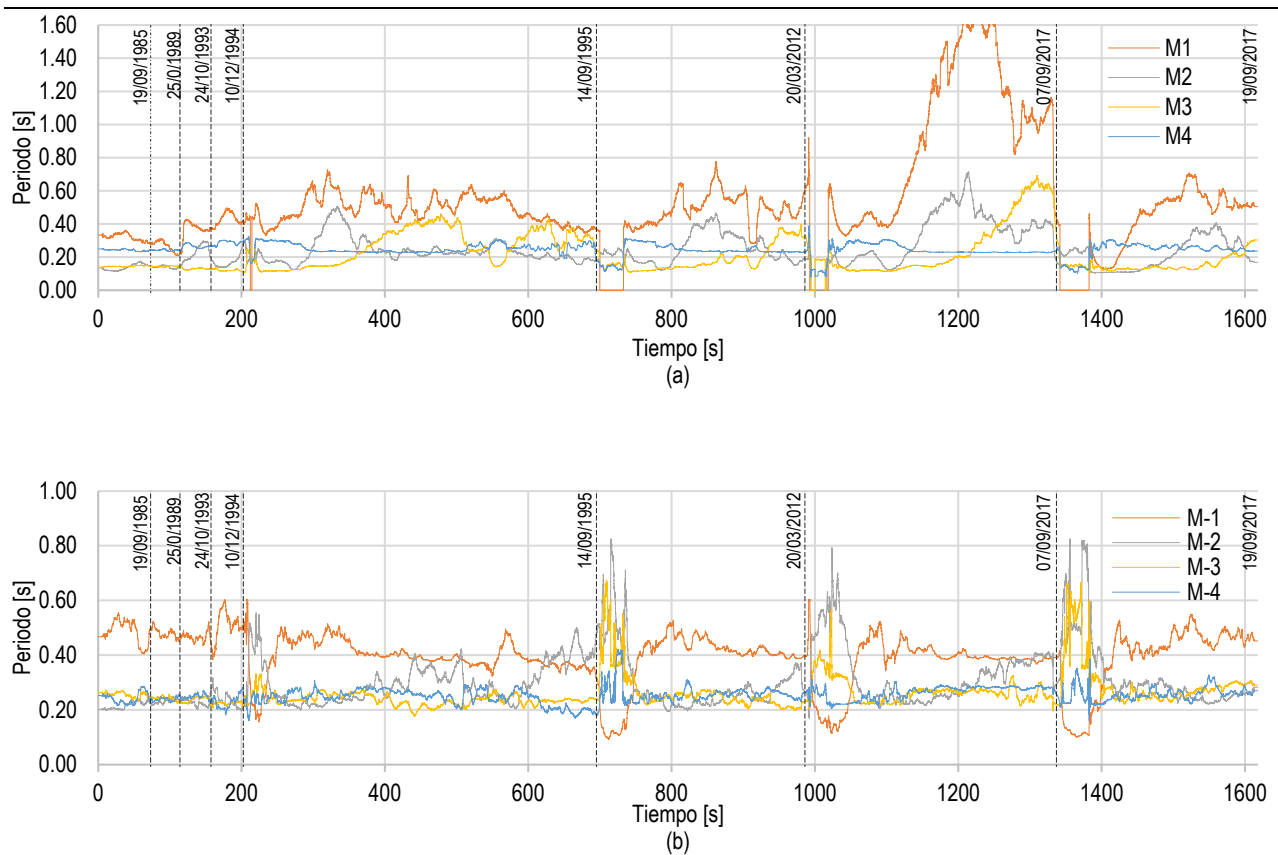 1.60
1.40
1.20
1.00
0.80
0.60
0.40
0.20
0.00
Periodo [s]
19/09/1985
25/0/1989
24/10/1993
10/12/1994
14/09/1995
20/03/2012
07/09/2017
19/09/2017
M1
M2
M3
M4
0 200 400 600 800 1000 1200 1400 1600
Tiempo [s]
(a)
1.00
0.80
0.60
0.40
0.20
0.00
Periodo [s]
19/09/1985
25/0/1989
24/10/1993
10/12/1994
14/09/1995
20/03/2012
07/09/2017
19/09/2017
M-1
M-2
M-3
M-4
0 200 400 600 800 1000 1200 1400 1600
Tiempo [s]
(b)